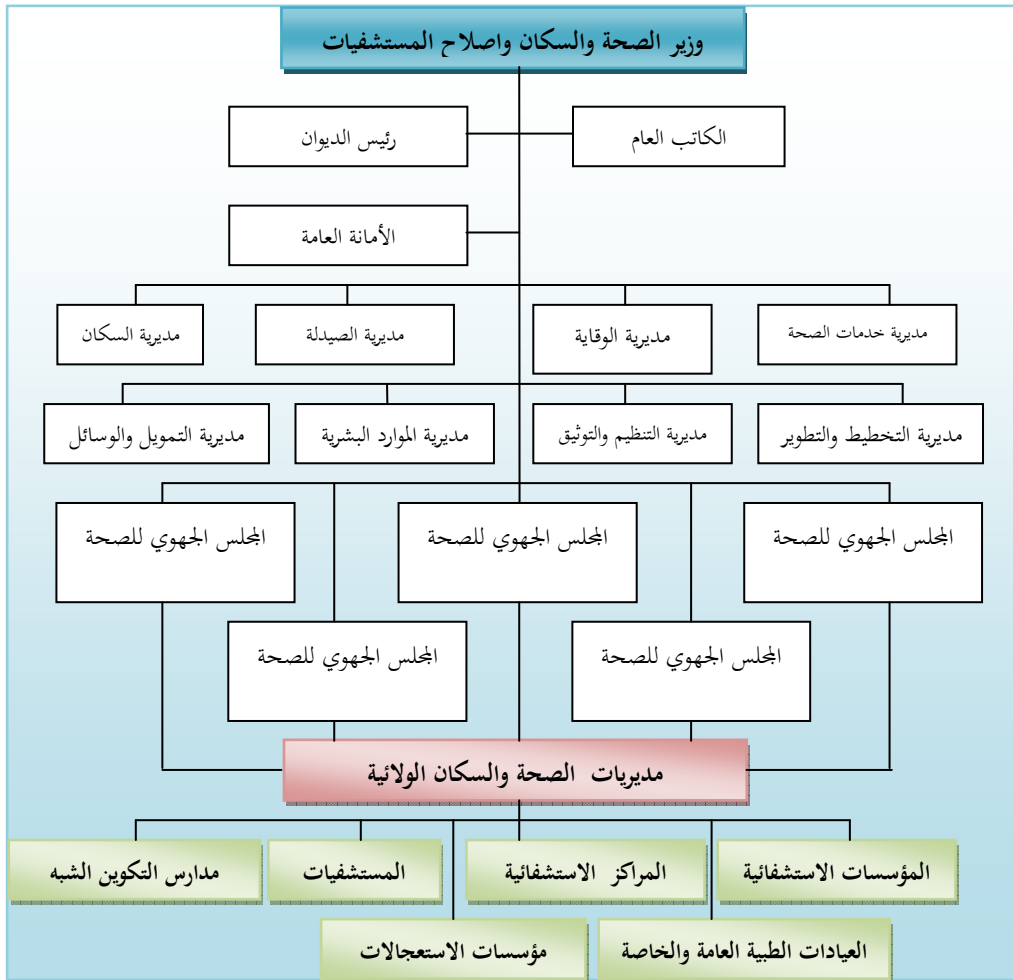 وزير الصحة والسكان واصلاح المستشفيات
الكاتب العام
رئيس الديوان
الأمانة العامة
مديرية خدمات الصحة
مديرية الوقاية
مديرية الصيدلة
مديرية السكان
مديرية التخطيط والتطوير
مديرية التنظيم والتوثيق
مديرية الموارد البشرية
مديرية التمويل والوسائل
المجلس الجهوي للصحة
المجلس الجهوي للصحة
المجلس الجهوي للصحة
المجلس الجهوي للصحة
المجلس الجهوي للصحة
مديريات الصحة والسكان الولائية
المؤسسات الاستشفائية
المراكز الاستشفائية
المستشفيات
مدارس التكوين الشبه
العيادات الطبية العامة والخاصة
مؤسسات الاستعجالات